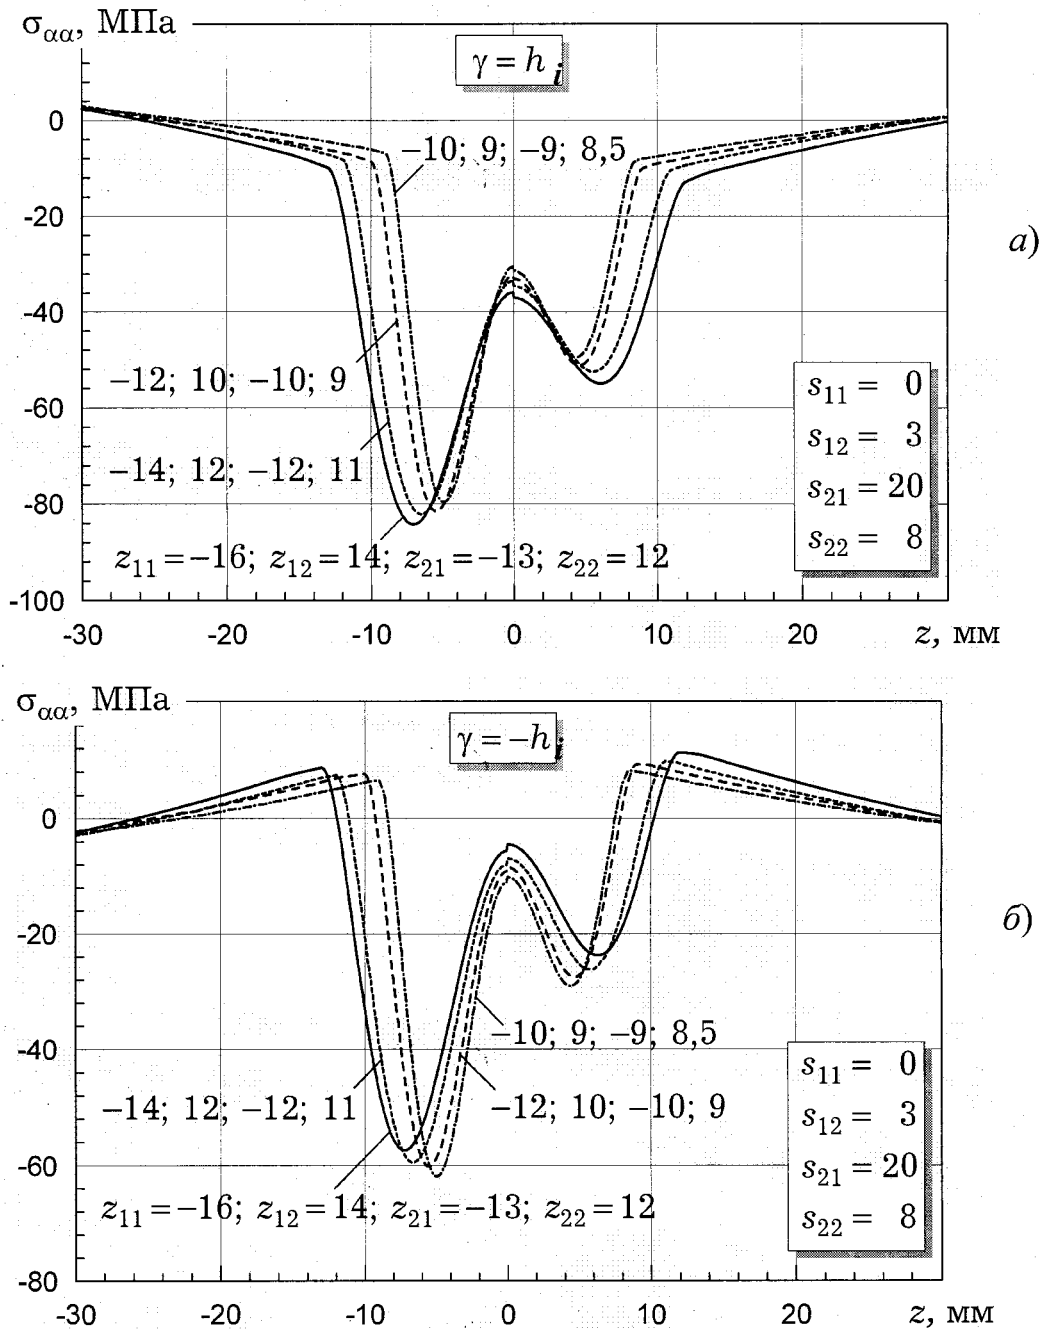 σαα, МПа
γ = h i
0
−10; 9; −9; 8,5
-20
а)
-40
−12; 10; −10; 9
s11 = 0
-60
s12 = 3
−14; 12; −12; 11
s21 = 20
-80
s22 = 8
z11 = −16; z12 = 14; z21 = −13; z22 = 12
-100
-30 -20 -10 0 10 20 z, мм
σαα, МПа
γ = −h i
0
-20
б)
−10; 9; −9; 8,5
-40
s11 = 0
−14; 12; −12; 11
−12; 10; −10; 9
s12 = 3
-60
s21 = 20
z11 = −16; z12 = 14; z21 = −13; z22 = 12
s22 = 8
-80
-30 -20 -10 0 10 20 z, мм